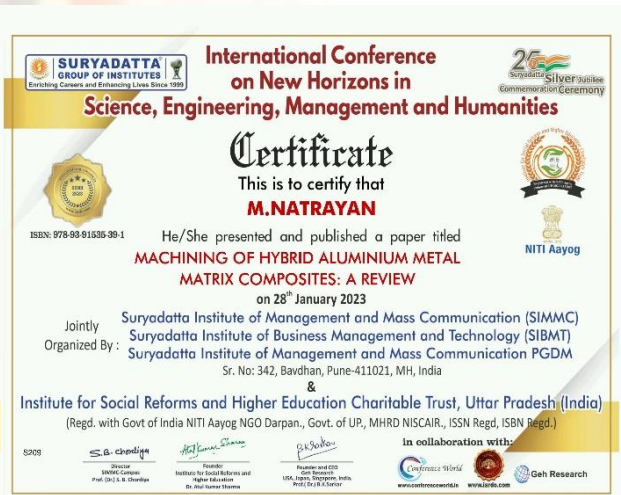 SURYADATTA
GROUP OF INSTITUTES
Enriching Careers and Enhancing Lives Since 1999
International Conference
on New Horizons in
Science, Engineering, Management and Humanities
25
Suryadatta Silver Jubilee
Commemoration Ceremony
Certificate
This is to certify that
M.NATRAYAN
ISBN: 978-93-91535-39-1
NITI Aayog
He/She presented and published a paper titled
MACHINING OF HYBRID ALUMINIUM METAL
MATRIX COMPOSITES: A REVIEW
on 28th January 2023
Jointly
Organized By :
Suryadatta Institute of Management and Mass Communication (SIMMC)
Suryadatta Institute of Business Management and Technology (SIBMT)
Suryadatta Institute of Management and Mass Communication PGDM
Sr. No: 342, Bavdhan, Pune-411021, MH, India
&
Institute for Social Reforms and Higher Education Charitable Trust, Uttar Pradesh (India)
(Regd. with Govt of India NITI Aayog NGO Darpan., Govt. of UP., MHRD NISCAIR., ISSN Regd, ISBN Regd.)
S209
S.B. Chordiya
Director
SIMMC-Campus
Prof. (Dr.) S. B. Chordiya
Atul Kumar Sharma
Founder
Institute for Social Reforms and
Higher Education
Dr. Atul Kumar Sharma
B.K. Sarkar
Founder and CEO
Geh Research
USA, Japan, Singapore, India.
Prof.(Dr.) B.K.Sarkar
in collaboration with:
Conference World
www.conferenceworld.in
www.iardo.com
Geh Research